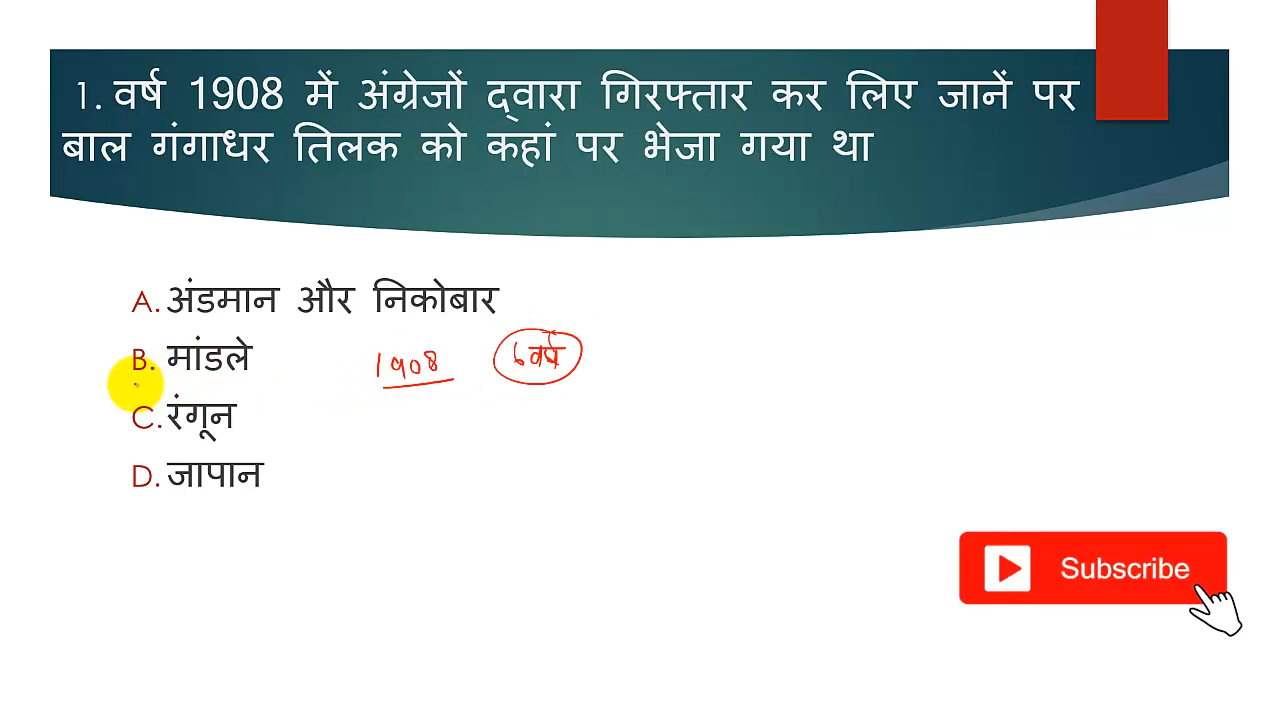 1. वर्ष 1908 में अंग्रेजों द्वारा गिरफ्तार कर लिए जानें पर
बाल गंगाधर तिलक को कहां पर भेजा गया था
A. अंडमान और निकोबार
B. मांडले
1908 6 वर्ष
C. रंगून
D. जापान
Subscribe